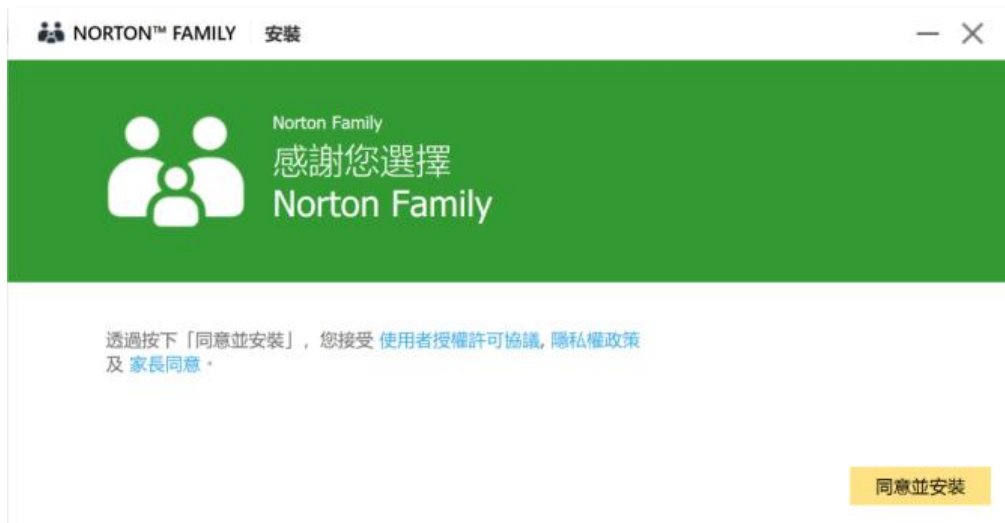 NORTON™ FAMILY 安裝
Norton Family
感謝您選擇
Norton Family
透過按下「同意並安裝」, 您接受 使用者授權許可協議, 隱私權政策
及 家長同意。
同意並安裝